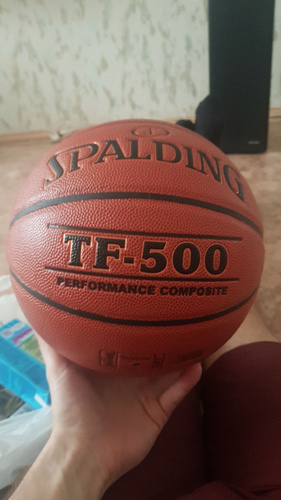 SPALDING
TF-500
PERFORMANCE COMPOSITE